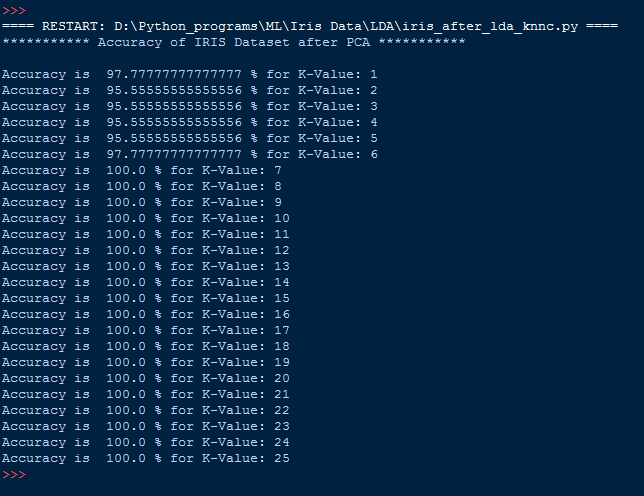 >>>
==== RESTART: D:\Python_programs\ML\Iris Data\LDA\iris_after_lda_knnc.py ====
*********** Accuracy of IRIS Dataset after PCA ***********
Accuracy is  97.77777777777777 % for K-Value: 1
Accuracy is  95.55555555555556 % for K-Value: 2
Accuracy is  95.55555555555556 % for K-Value: 3
Accuracy is  95.55555555555556 % for K-Value: 4
Accuracy is  95.55555555555556 % for K-Value: 5
Accuracy is  97.77777777777777 % for K-Value: 6
Accuracy is  100.0 % for K-Value: 7
Accuracy is  100.0 % for K-Value: 8
Accuracy is  100.0 % for K-Value: 9
Accuracy is  100.0 % for K-Value: 10
Accuracy is  100.0 % for K-Value: 11
Accuracy is  100.0 % for K-Value: 12
Accuracy is  100.0 % for K-Value: 13
Accuracy is  100.0 % for K-Value: 14
Accuracy is  100.0 % for K-Value: 15
Accuracy is  100.0 % for K-Value: 16
Accuracy is  100.0 % for K-Value: 17
Accuracy is  100.0 % for K-Value: 18
Accuracy is  100.0 % for K-Value: 19
Accuracy is  100.0 % for K-Value: 20
Accuracy is  100.0 % for K-Value: 21
Accuracy is  100.0 % for K-Value: 22
Accuracy is  100.0 % for K-Value: 23
Accuracy is  100.0 % for K-Value: 24
Accuracy is  100.0 % for K-Value: 25
>>>